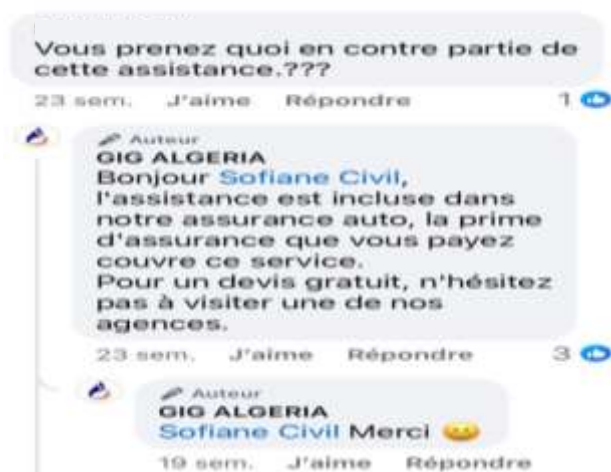 Vous prenez quoi en contre partie de
cette assistance.???
23 sem. J'aime Répondre 1
Auteur
GIG ALGERIA
Bonjour Sofiane Civil,
l'assistance est incluse dans
notre assurance auto, la prime
d'assurance que vous payez
couvre ce service.
Pour un devis gratuit, n'hésitez
pas à visiter une de nos
agences.
23 sem. J'aime Répondre 3
Auteur
GIG ALGERIA
Sofiane Civil Merci 😀
19 sem. J'aime Répondre